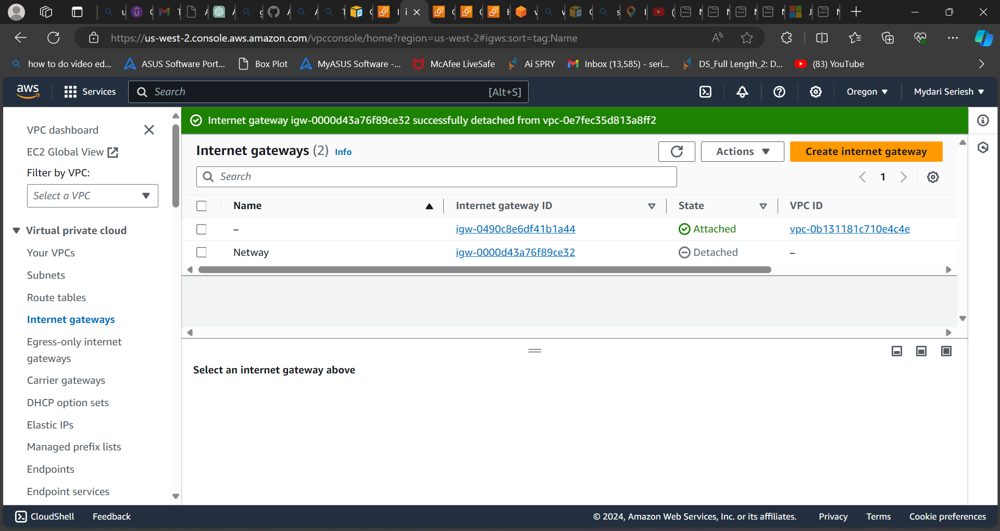 https://us-west-2.console.aws.amazon.com/vpcconsole/home?region=us-west-2#igws:sort=tag:Name
how to do video ed... ASUS Software Port... Box Plot MyASUS Software -... McAfee LiveSafe Ai SPRY Inbox (13,585) - seri... DS_Full Length_2: D... (83) YouTube
aws Services Search [Alt+S] Oregon Mydari Seriesh
VPC dashboard
EC2 Global View
Filter by VPC:
Select a VPC
Virtual private cloud
Your VPCs
Subnets
Route tables
Internet gateways
Egress-only internet
gateways
Carrier gateways
DHCP option sets
Elastic IPs
Managed prefix lists
Endpoints
Endpoint services
Internet gateway igw-0000d43a76f89ce32 successfully detached from vpc-0e7fec35d813a8ff2
Internet gateways (2) Info Actions Create internet gateway
Search 1
Name Internet gateway ID State VPC ID
– igw-0490c8e6df41b1a44 Attached vpc-0b131181c710e4c4e
Netway igw-0000d43a76f89ce32 Detached –
Select an internet gateway above
CloudShell Feedback © 2024, Amazon Web Services, Inc. or its affiliates. Privacy Terms Cookie preferences